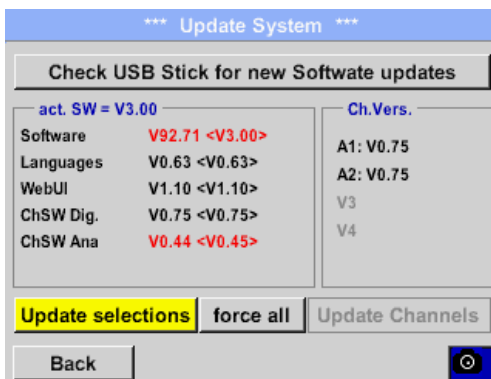 *** Update System ***
Check USB Stick for new Softwate updates
act. SW = V3.00
Software V92.71 <V3.00>
Languages V0.63 <V0.63>
WebUI V1.10 <V1.10>
ChSW Dig. V0.75 <V0.75>
ChSW Ana V0.44 <V0.45>
Ch.Vers.
A1: V0.75
A2: V0.75
V3
V4
Update selections
force all
Update Channels
Back